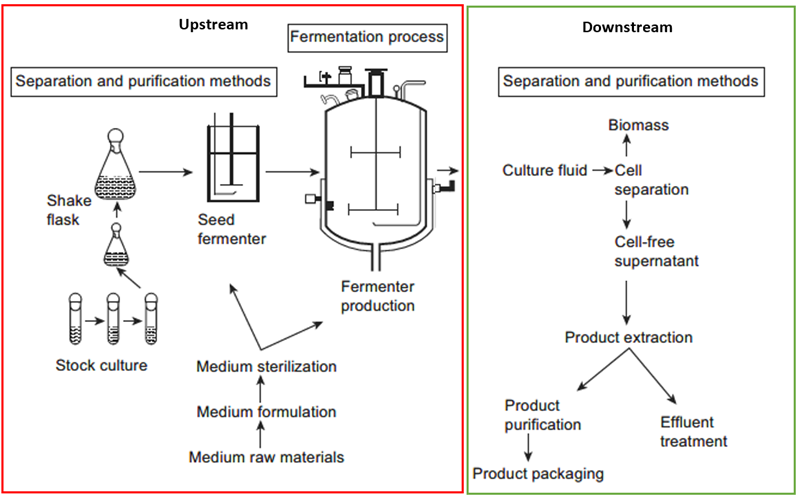 Upstream
Fermentation process
Separation and purification methods
Shake
flask
Seed
fermenter
Fermenter
production
Stock culture
Medium sterilization
Medium formulation
Medium raw materials
Downstream
Separation and purification methods
Biomass
Culture fluid
Cell
separation
Cell-free
supernatant
Product extraction
Product
purification
Effluent
treatment
Product packaging